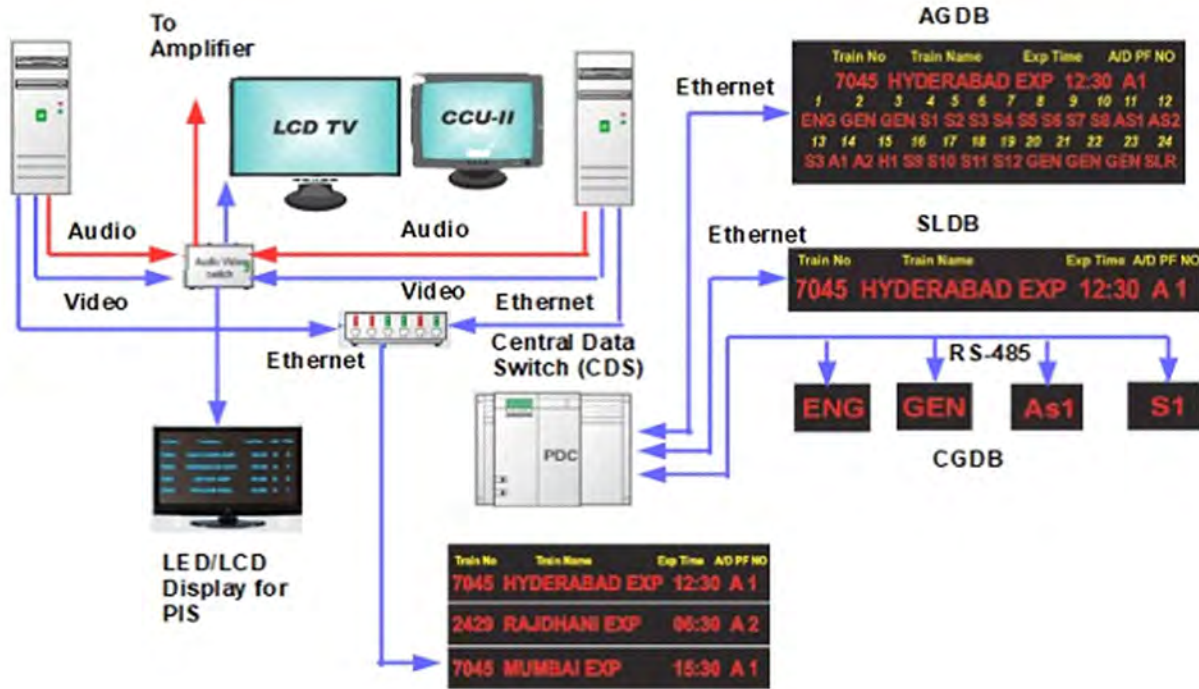 To
Amplifier
LCD TV
CCU-II
Audio
Audio
Audio Video
switch
Video
Video
Ethernet
Ethernet
Central Data
Switch (CDS)
PDC
LED/LCD
Display for
PIS
Train No Train Name Exp Time A/D PF NO
7045 HYDERABAD EXP 12:30 A 1
2429 RAJDHANI EXP 06:30 A 2
7045 MUMBAI EXP 15:30 A 1
AGDB
Ethernet
Train No Train Name Exp Time A/D PF NO
7045 HYDERABAD EXP 12:30 A1
1 2 3 4 5 6 7 8 9 10 11 12
ENG GEN GEN S1 S2 S3 S4 S5 S6 S7 S8 AS1 AS2
13 14 15 16 17 18 19 20 21 22 23 24
S3 A1 A2 H1 S9 S10 S11 S12 GEN GEN GEN SLR
SLDB
Ethernet
Train No Train Name Exp Time A/D PF NO
7045 HYDERABAD EXP 12:30 A 1
RS-485
ENG GEN As1 S1
CGDB